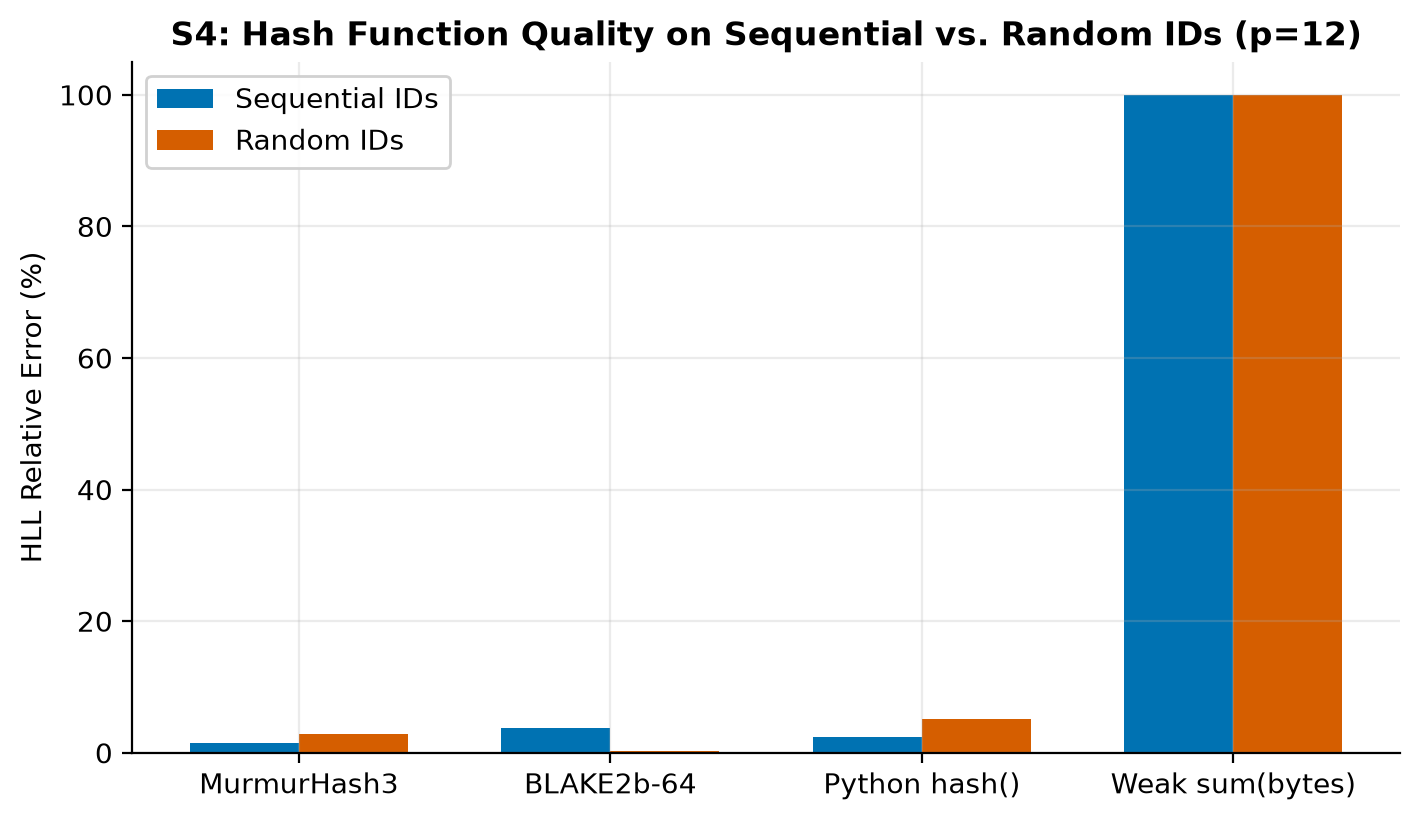 S4: Hash Function Quality on Sequential vs. Random IDs (p=12)
Sequential IDs
Random IDs
HLL Relative Error (%)
100
80
60
40
20
0
MurmurHash3
BLAKE2b-64
Python hash()
Weak sum(bytes)